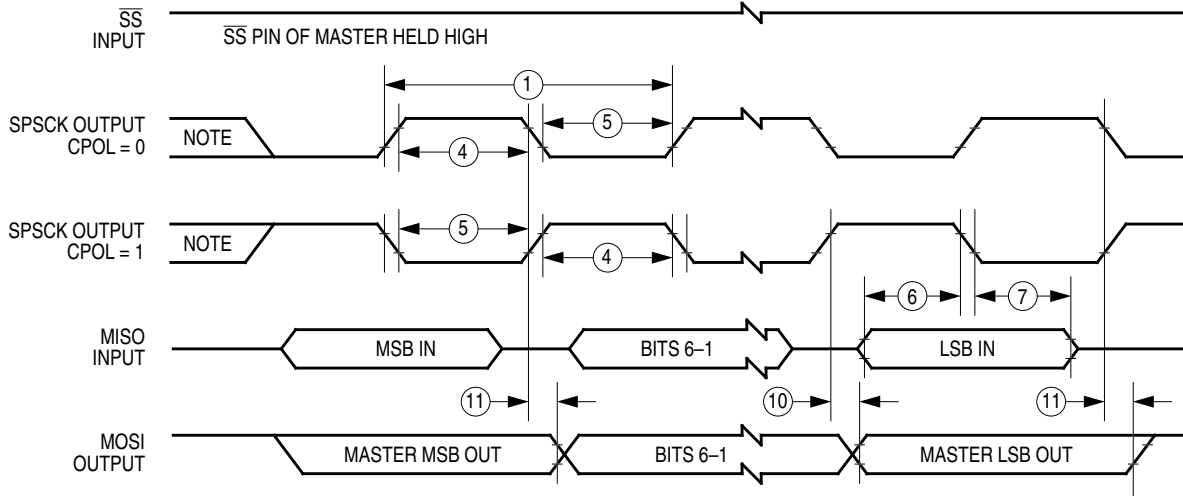 SS
INPUT
SS PIN OF MASTER HELD HIGH
1
SPSCK OUTPUT
CPOL = 0
NOTE
5
4
SPSCK OUTPUT
CPOL = 1
NOTE
5
4
6
7
MISO
INPUT
MSB IN
BITS 6–1
LSB IN
11
10
11
MOSI
OUTPUT
MASTER MSB OUT
BITS 6–1
MASTER LSB OUT